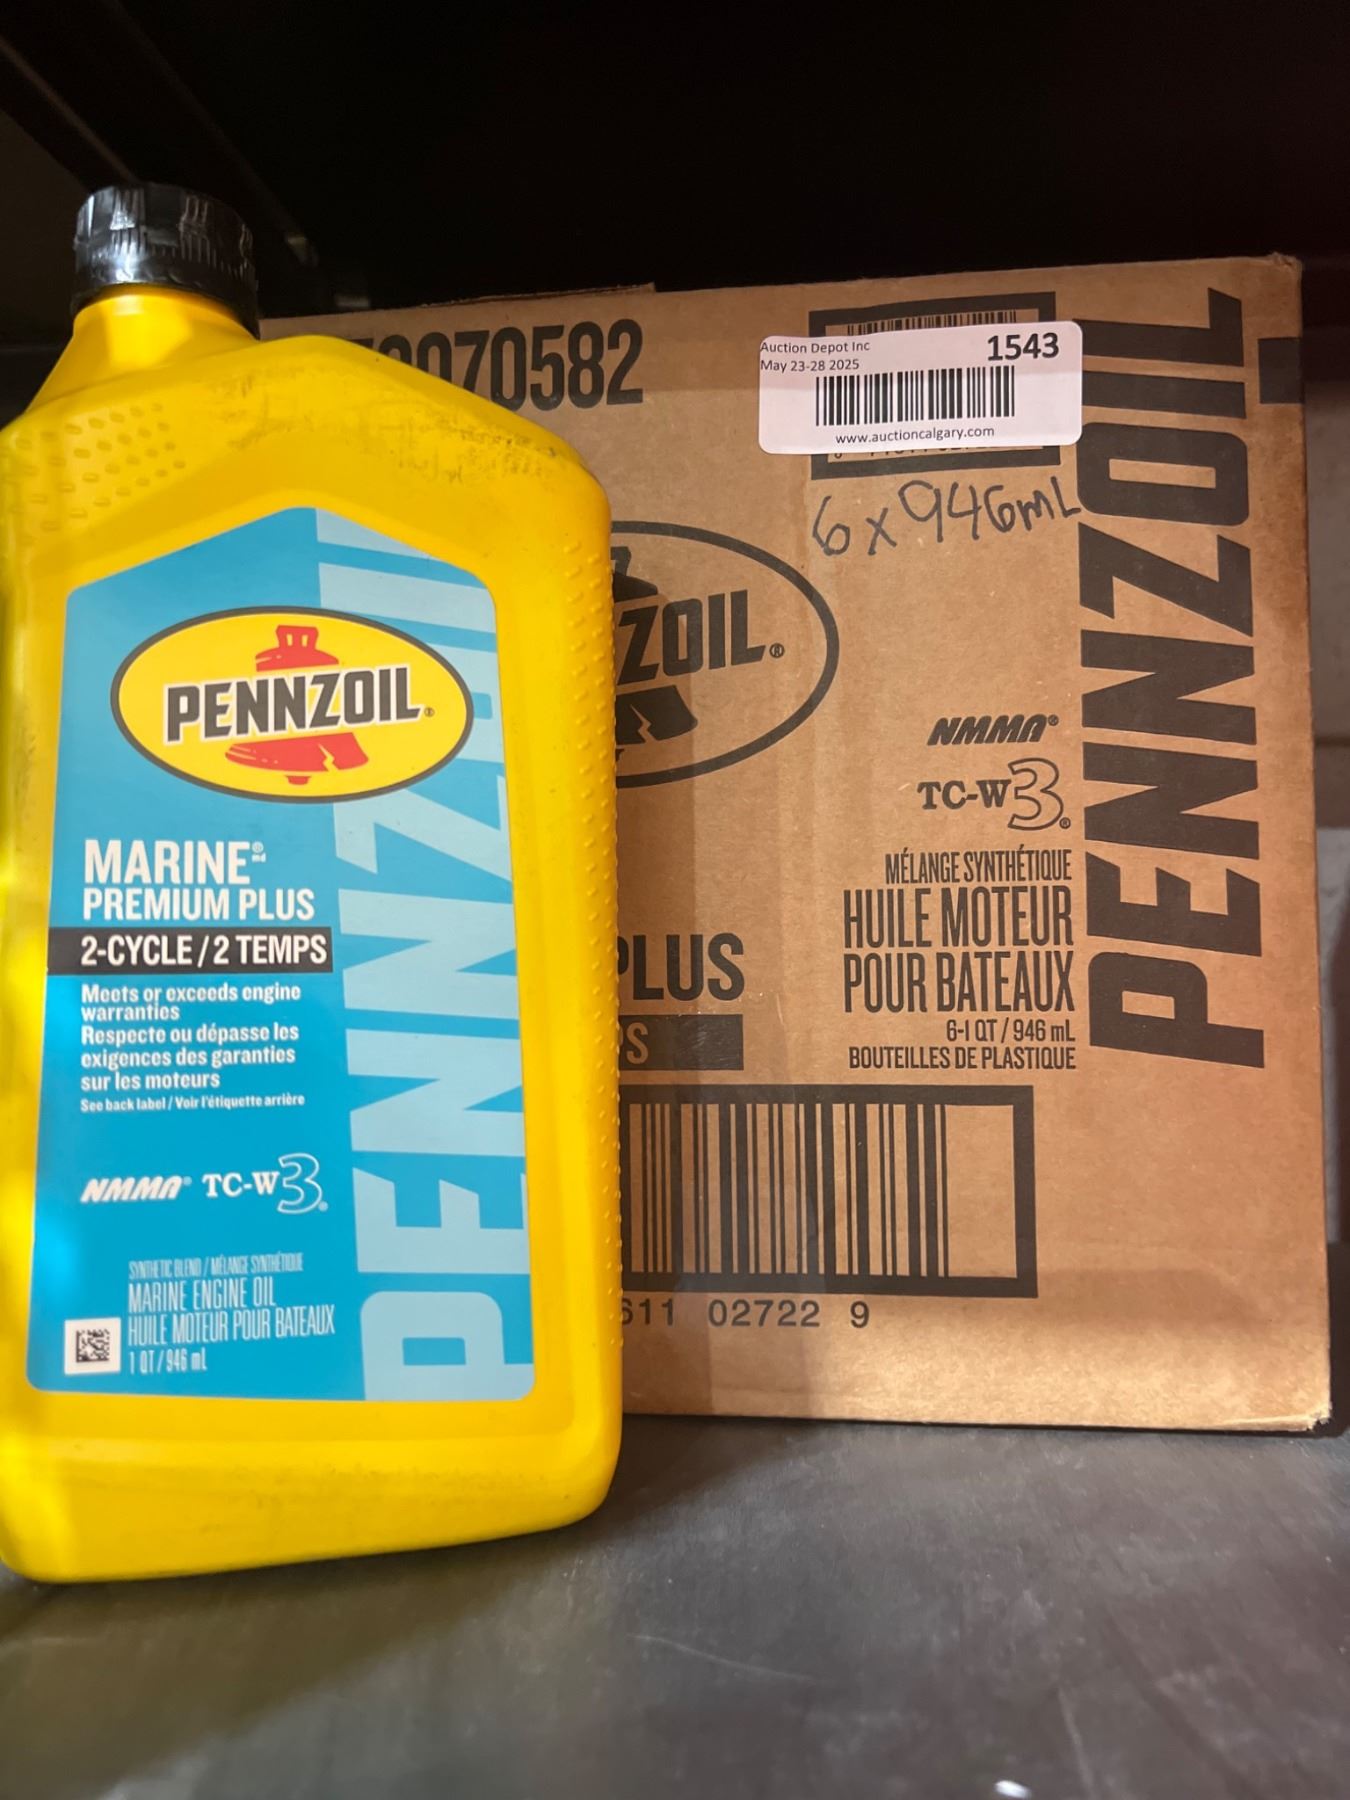 PENNZOIL®
MARINE®md
PREMIUM PLUS
2-CYCLE / 2 TEMPS
Meets or exceeds engine
warranties
Respecte ou dépasse les
exigences des garanties
sur les moteurs
See back label / Voir l'étiquette arrière
NMMA® TC-W3®
SYNTHETIC BLEND / MÉLANGE SYNTHÉTIQUE
MARINE ENGINE OIL
HUILE MOTEUR POUR BATEAUX
1 QT / 946 mL
PENNZOIL
070582
Auction Depot Inc
1543
May 23-28 2025
www.auctioncalgary.com
6 x 946mL
ZOIL®
NMMA®
TC-W3®
MÉLANGE SYNTHÉTIQUE
HUILE MOTEUR
POUR BATEAUX
6-1 QT / 946 mL
BOUTEILLES DE PLASTIQUE
PLUS
PS
611 02722 9
PENNZOIL